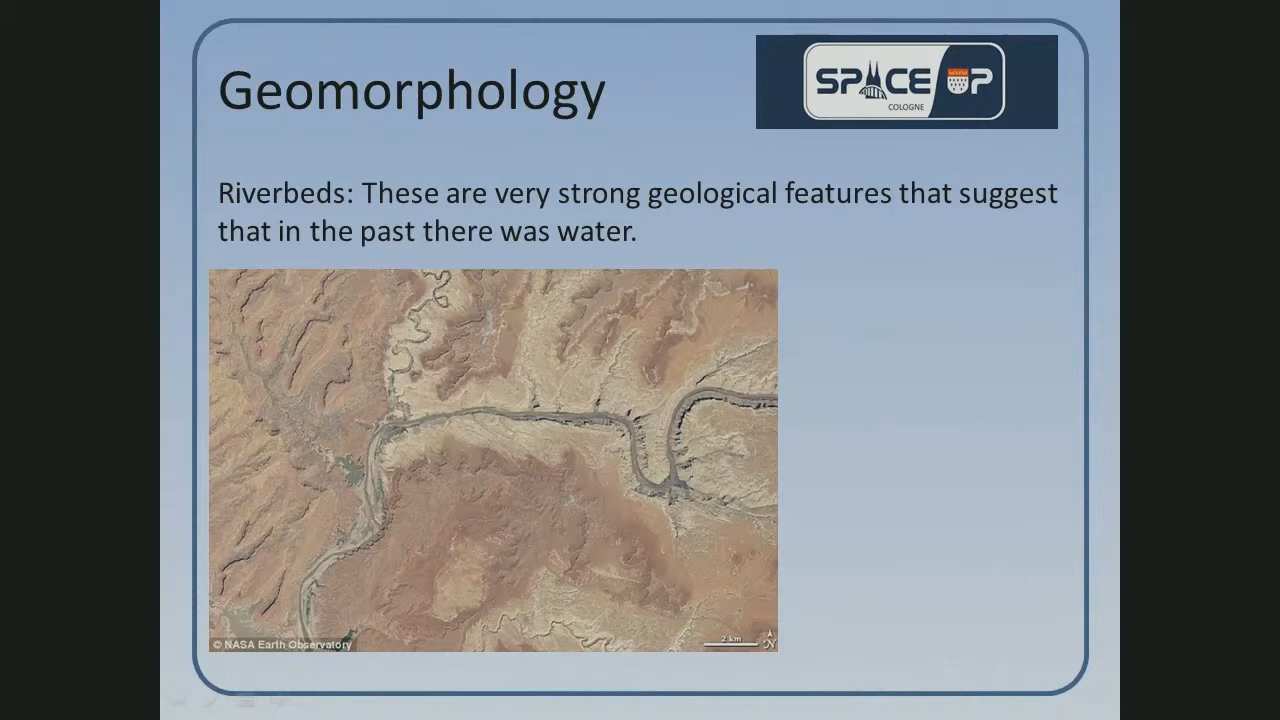 Geomorphology
SPACE UP
COLOGNE
Riverbeds: These are very strong geological features that suggest
that in the past there was water.
© NASA Earth Observatory
2 km
N